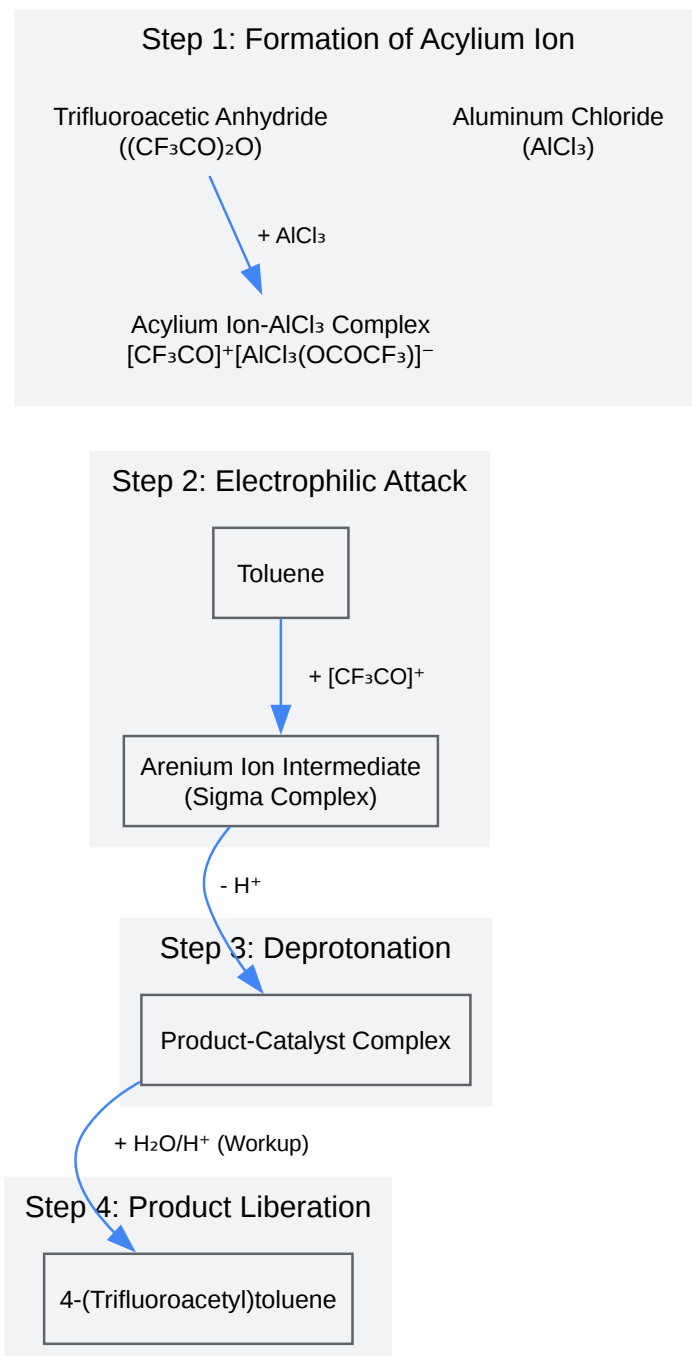 Step 1: Formation of Acylium Ion
Trifluoroacetic Anhydride
((CF₃CO)₂O)
Aluminum Chloride
(AlCl₃)
+ AlCl₃
Acylium Ion-AlCl₃ Complex
[CF₃CO]⁺[AlCl₃(OCOCF₃)]⁻
Step 2: Electrophilic Attack
Toluene
+ [CF₃CO]⁺
Arenium Ion Intermediate
(Sigma Complex)
- H⁺
Step 3: Deprotonation
Product-Catalyst Complex
+ H₂O/H⁺ (Workup)
Step 4: Product Liberation
4-(Trifluoroacetyl)toluene